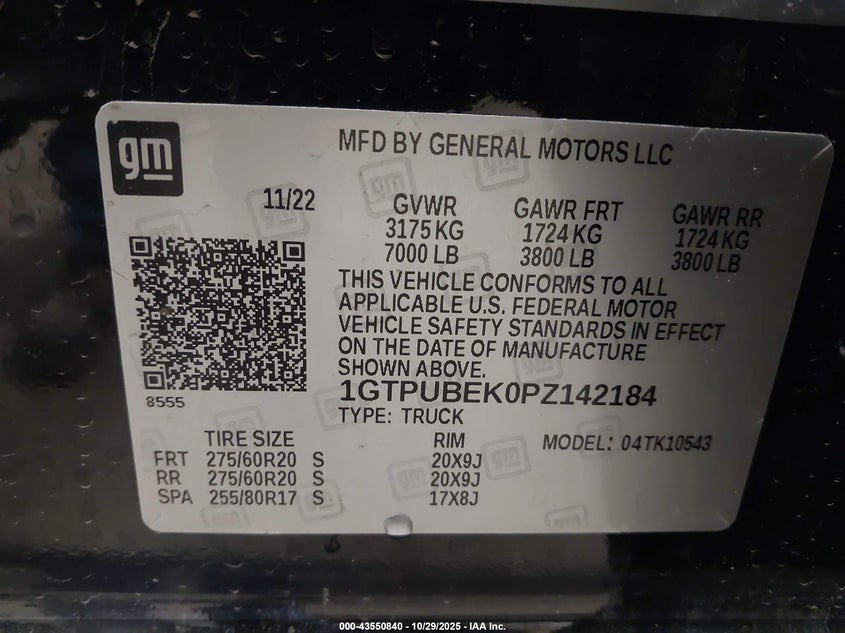 gm
MFD BY GENERAL MOTORS LLC
11/22
GVWR GAWR FRT GAWR RR
3175 KG 1724 KG 1724 KG
7000 LB 3800 LB 3800 LB
THIS VEHICLE CONFORMS TO ALL
APPLICABLE U.S. FEDERAL MOTOR
VEHICLE SAFETY STANDARDS IN EFFECT
ON THE DATE OF MANUFACTURE
SHOWN ABOVE.
8555
1GTPUBEK0PZ142184
TYPE: TRUCK
TIRE SIZE RIM MODEL: 04TK10543
FRT 275/60R20 S 20X9J
RR 275/60R20 S 20X9J
SPA 255/80R17 S 17X8J
000-43550840 - 10/29/2025 - IAA Inc.